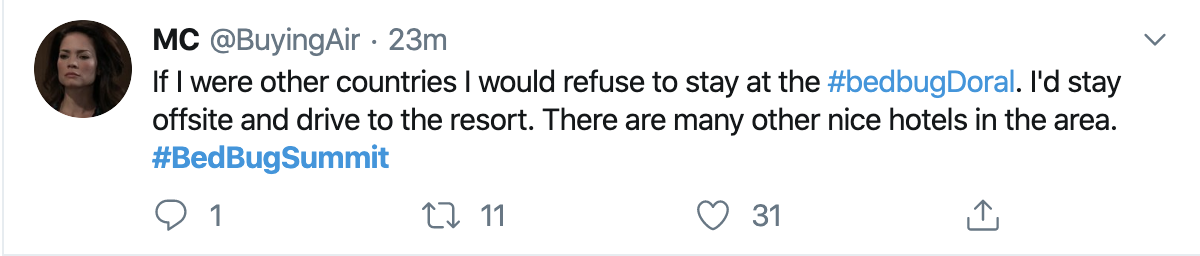 MC @BuyingAir · 23m
If I were other countries I would refuse to stay at the #bedbugDoral. I'd stay
offsite and drive to the resort. There are many other nice hotels in the area.
#BedBugSummit
1 11 31